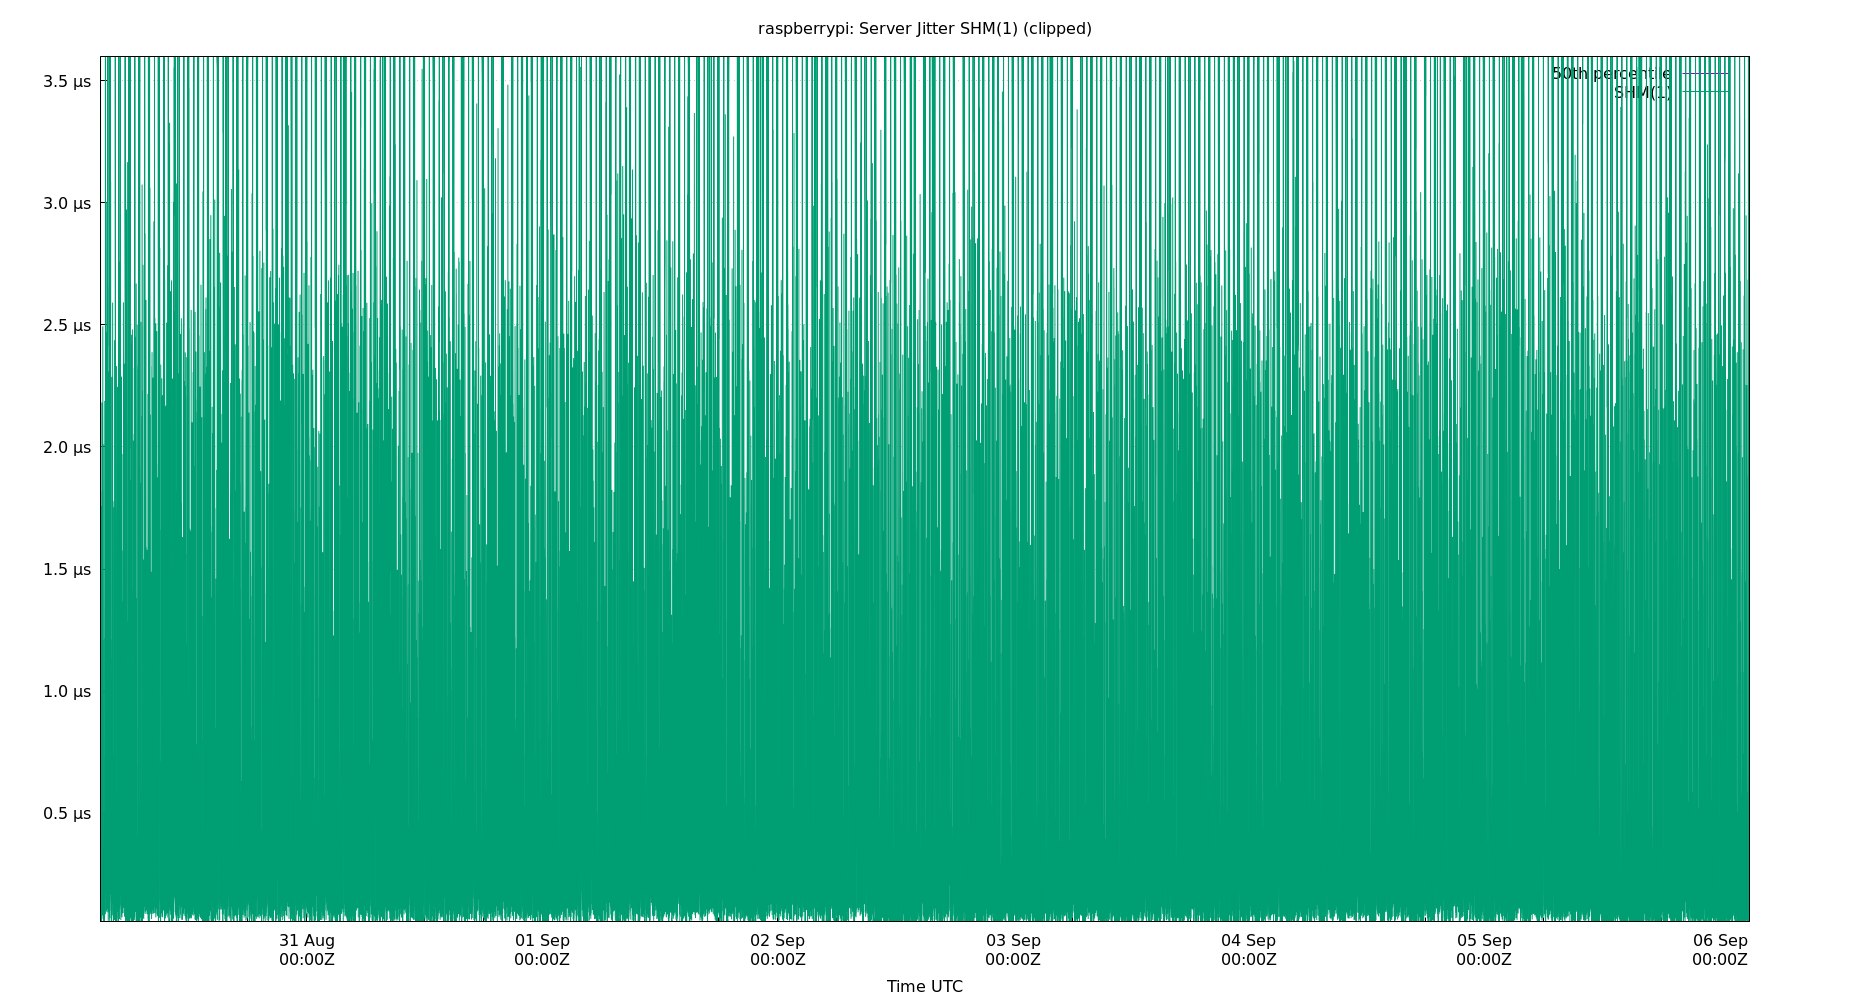 raspberrypi: Server Jitter SHM(1) (clipped)
50th percentile
SHM(1)
3.5 µs
3.0 µs
2.5 µs
2.0 µs
1.5 µs
1.0 µs
0.5 µs
31 Aug 01 Sep 02 Sep 03 Sep 04 Sep 05 Sep 06 Sep
00:00Z 00:00Z 00:00Z 00:00Z 00:00Z 00:00Z 00:00Z
Time UTC